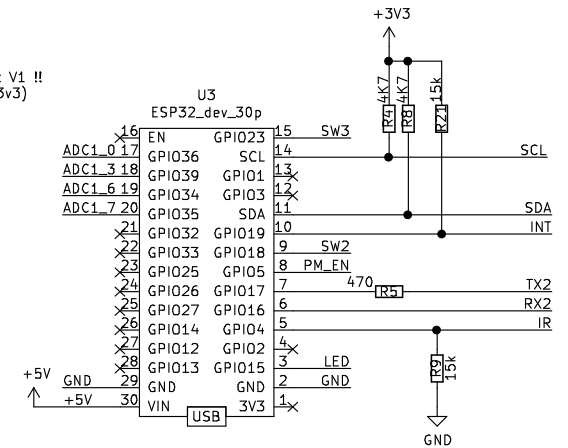 +3V3
V1 !!
3v3)
U3
ESP32_dev_30p
4K7 4K7 15k
R4 R8 R21
16 EN GPIO23 15 SW3
ADC1_0 17 GPIO36 SCL 14 SCL
ADC1_3 18 GPIO39 GPIO1 13
ADC1_6 19 GPIO34 GPIO3 12
ADC1_7 20 GPIO35 SDA 11 SDA
21 GPIO32 GPIO19 10 INT
22 GPIO33 GPIO18 9 SW2
23 GPIO25 GPIO5 8 PM_EN
24 GPIO26 GPIO17 7 470 R5 TX2
25 GPIO27 GPIO16 6 RX2
26 GPIO14 GPIO4 5 IR
27 GPIO12 GPIO2 4
28 GPIO13 GPIO15 3 LED
R9 15k
+5V
GND 29 GND GND 2 GND
+5V 30 VIN 3V3 1
USB
GND